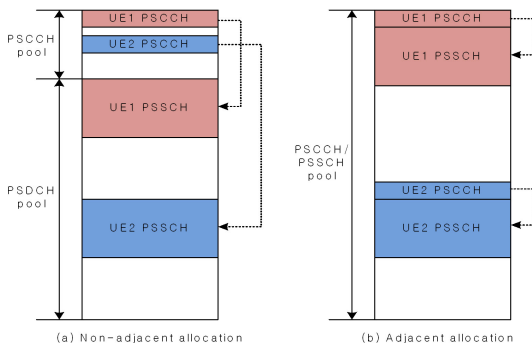 PSCCH
pool
UE1 PSCCH
UE2 PSCCH
UE1 PSSCH
PSDCH
pool
UE2 PSSCH
(a) Non-adjacent allocation
UE1 PSCCH
UE1 PSSCH
PSCCH/
PSSCH
pool
UE2 PSCCH
UE2 PSSCH
(b) Adjacent allocation